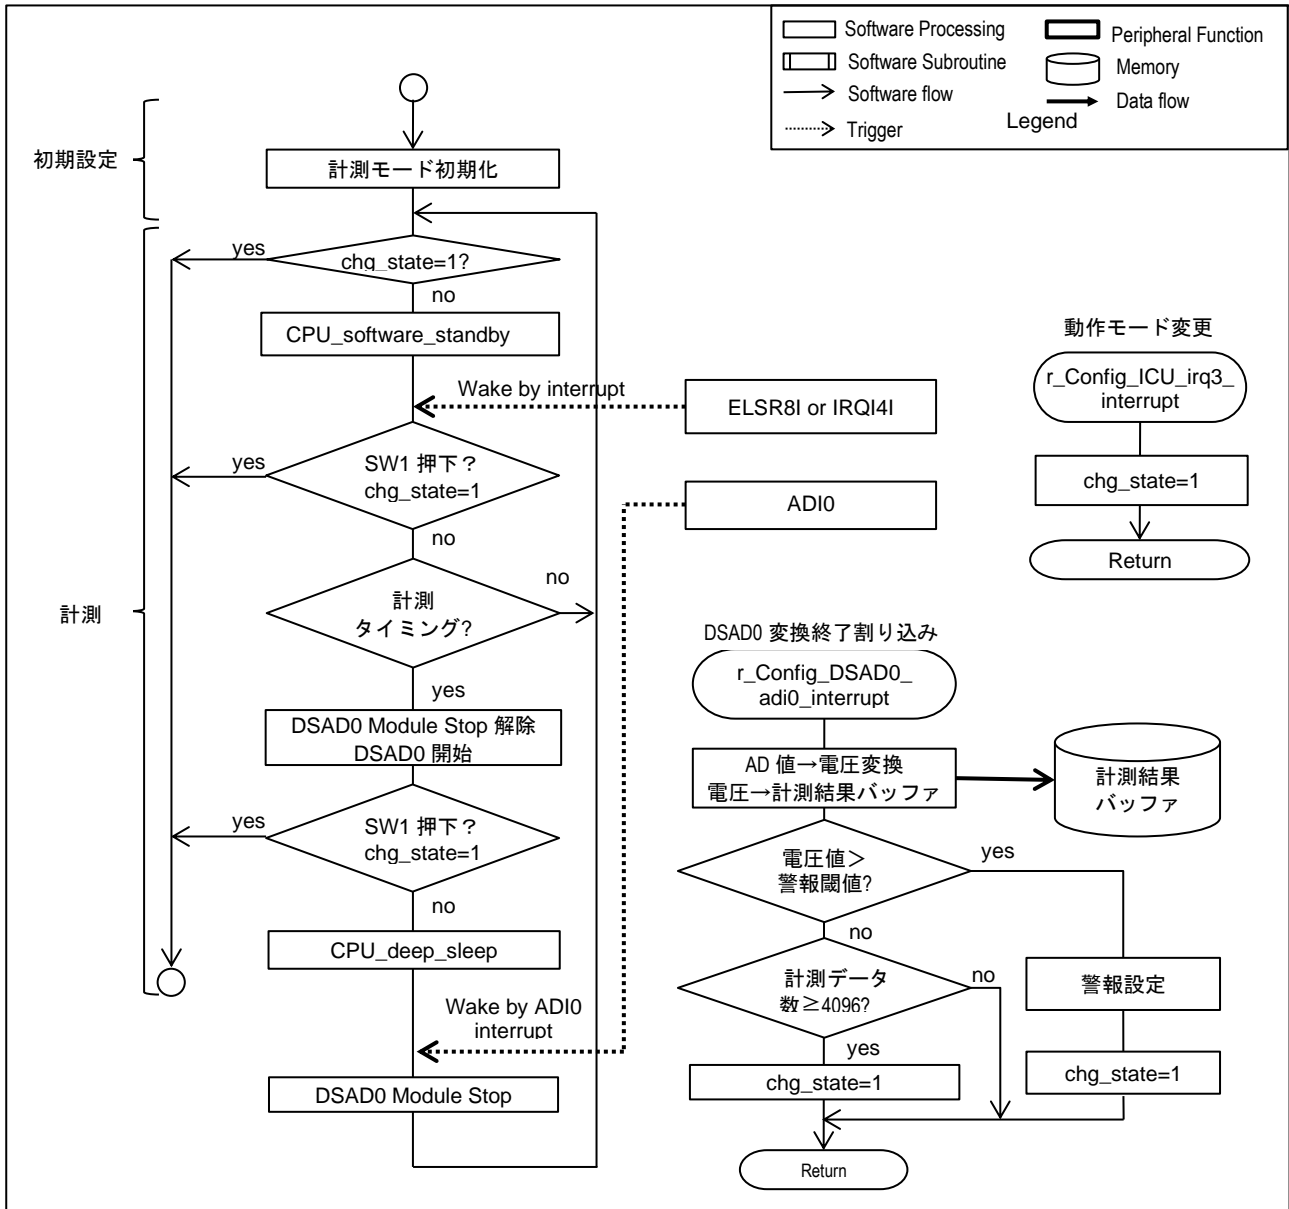 Software Processing
Peripheral Function
Software Subroutine
Memory
Software flow
Data flow
Trigger
Legend
初期設定
計測モード初期化
yes
chg_state=1?
no
CPU_software_standby
Wake by interrupt
ELSR8I or IRQI4I
yes
SW1 押下？
chg_state=1
ADI0
no
計測
計測
タイミング?
no
yes
DSAD0 Module Stop 解除
DSAD0 開始
yes
SW1 押下？
chg_state=1
no
CPU_deep_sleep
Wake by ADI0
interrupt
DSAD0 Module Stop
動作モード変更
r_Config_ICU_irq3_
interrupt
chg_state=1
Return
DSAD0 変換終了割り込み
r_Config_DSAD0_
adi0_interrupt
AD 値→電圧変換
電圧→計測結果バッファ
計測結果
バッファ
電圧値＞
警報閾値?
yes
no
計測データ
数≧4096?
no
警報設定
yes
chg_state=1
chg_state=1
Return